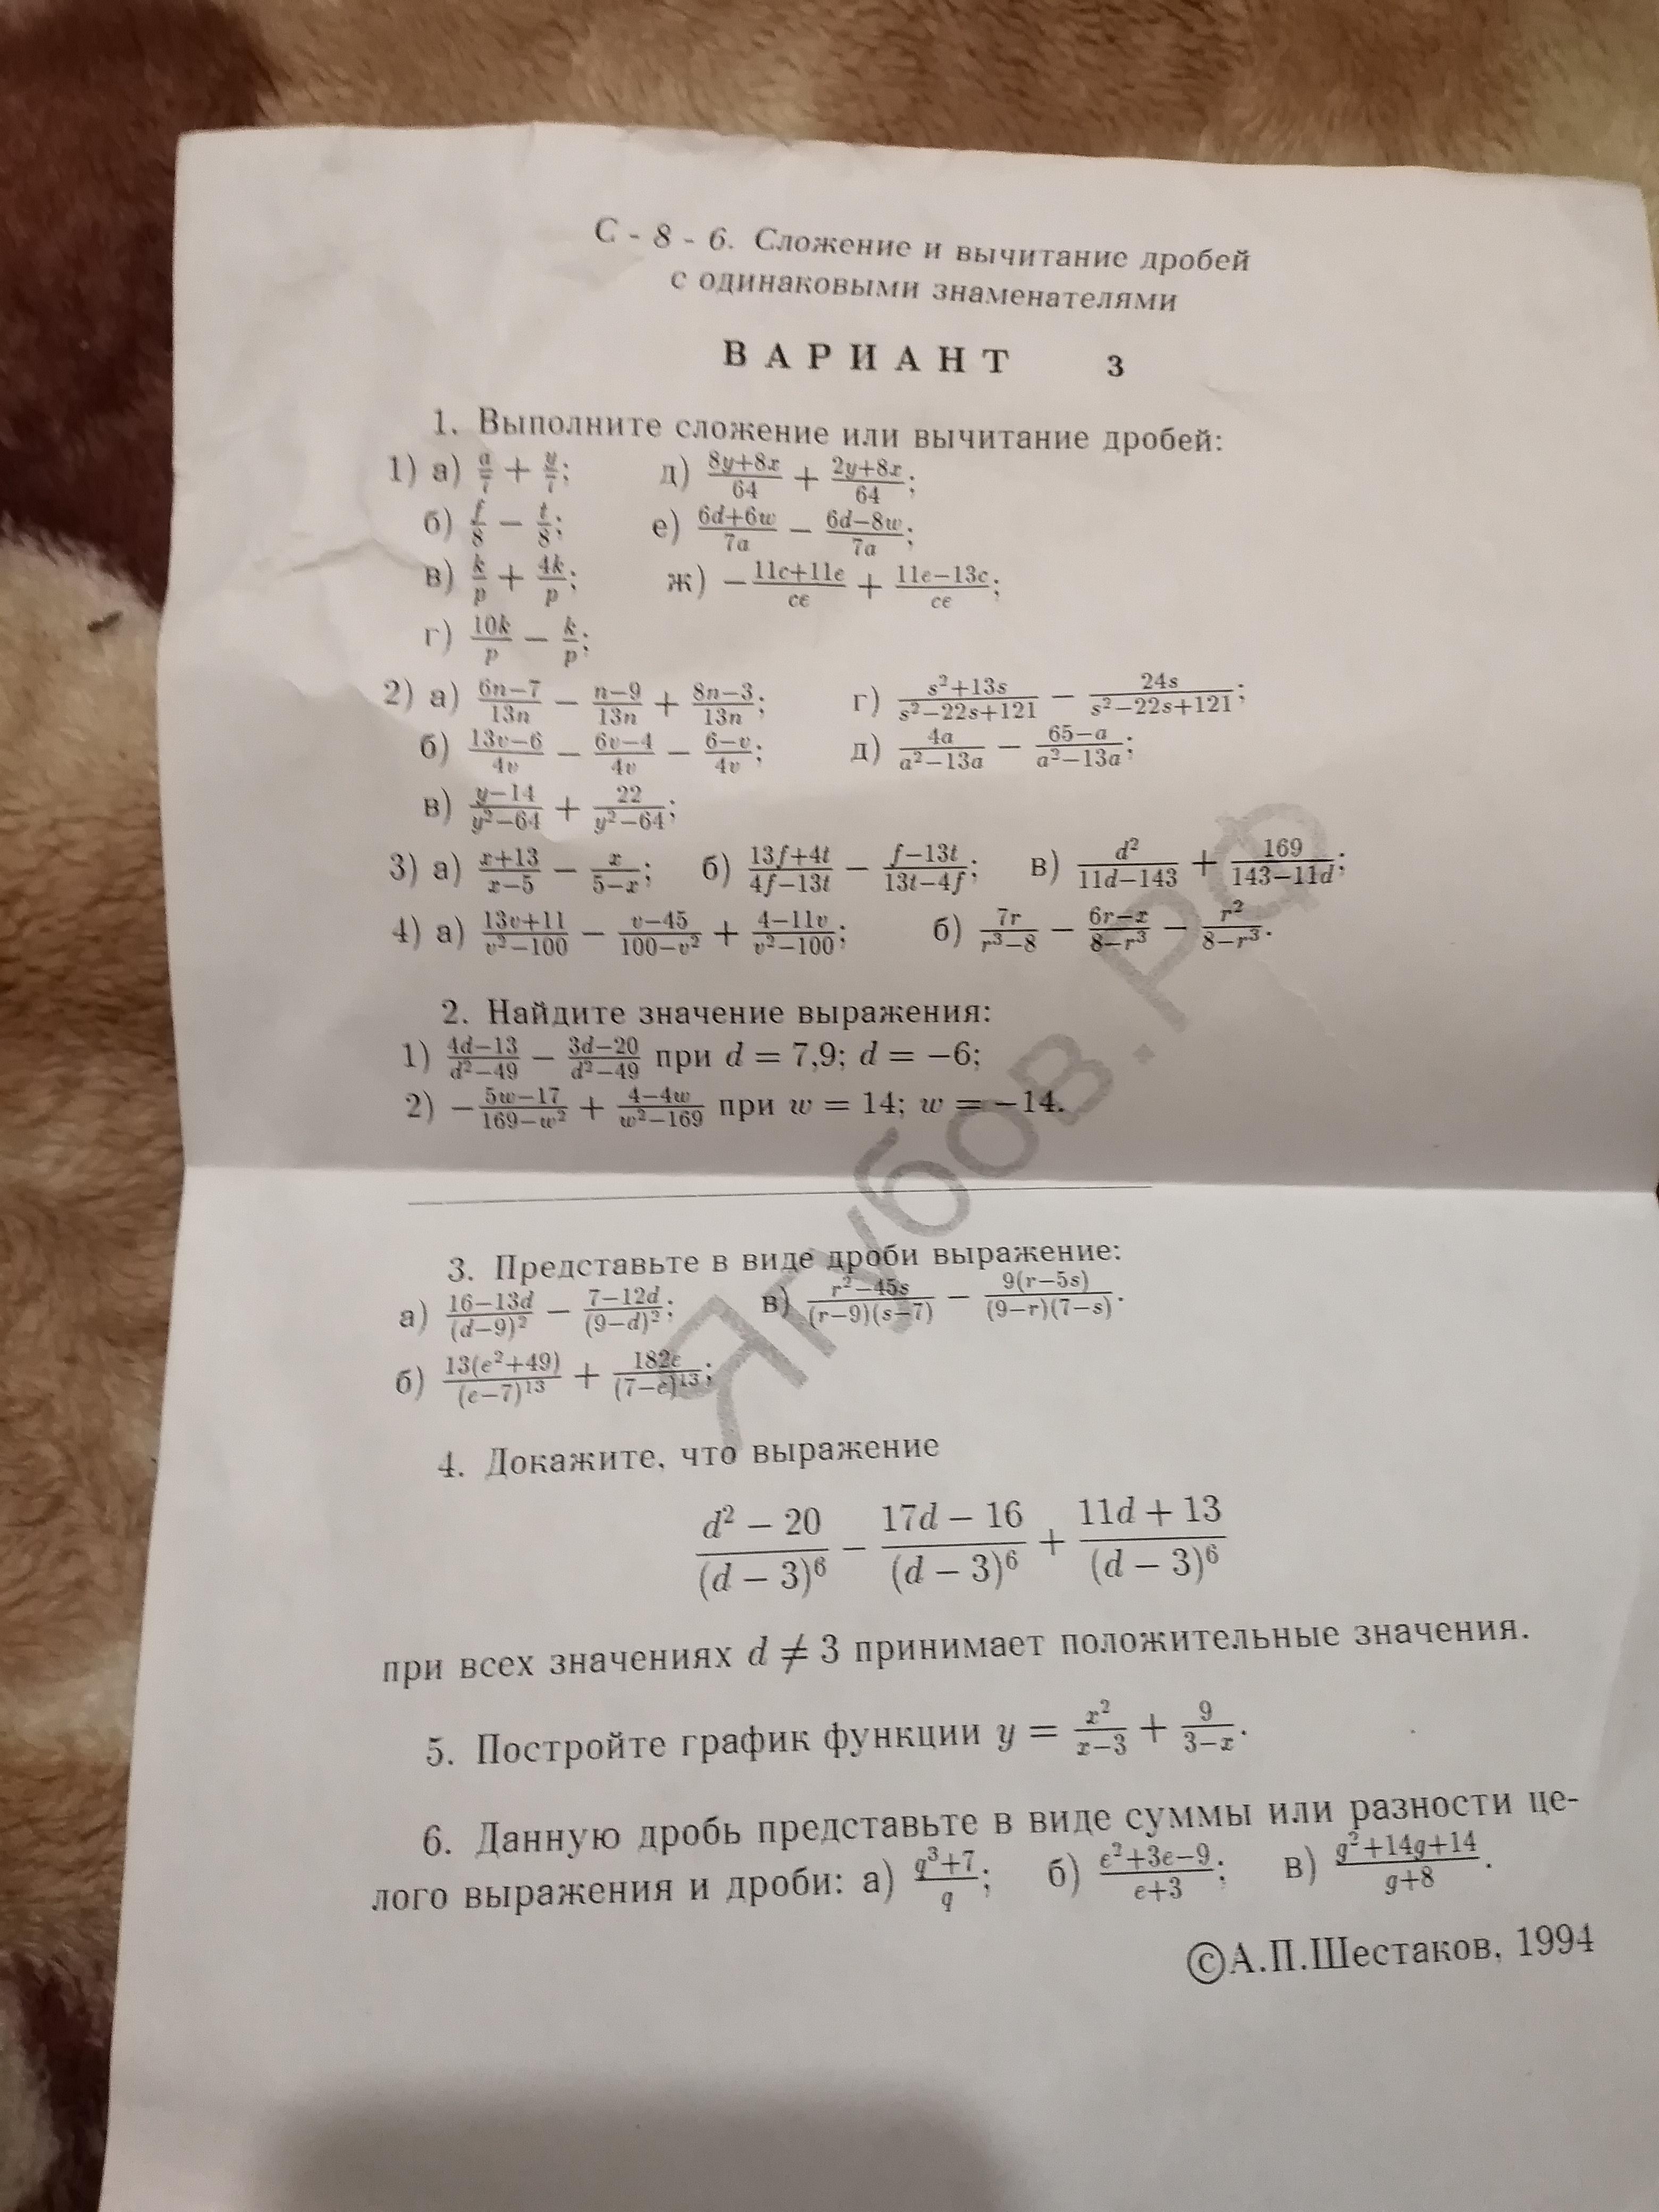 С - 8 - 6. Сложение и вычитание дробей
с одинаковыми знаменателями
ВАРИАНТ 3
1. Выполните сложение или вычитание дробей:
1) а) a/7 + y/7; д) (8y+8x)/64 + (2y+8x)/64;
б) f/8 − t/8; е) (6d+6w)/7a − (6d−8w)/7a;
в) k/p + 4k/p; ж) −(11c+11e)/ce + (11e−13c)/ce;
г) 10k/p − k/p;
2) а) (6n−7)/13n − (n−9)/13n + (8n−3)/13n; г) (s²+13s)/(s²−22s+121) − 24s/(s²−22s+121);
б) (13v−6)/4v − (6v−4)/4v − (6−v)/4v; д) 4a/(a²−13a) − (65−a)/(a²−13a);
в) (y−14)/(y²−64) + 22/(y²−64);
3) а) (x+13)/(x−5) − x/(5−x); б) (13f+4t)/(4f−13t) − (f−13t)/(13t−4f); в) d²/(11d−143) + 169/(143−11d);
4) а) (13v+11)/(v²−100) − (v−45)/(100−v²) + (4−11v)/(v²−100); б) 7r/(r³−8) − (6r−x)/(8−r³) − r²/(8−r³).
2. Найдите значение выражения:
1) (4d−13)/(d²−49) − (3d−20)/(d²−49) при d = 7,9; d = −6;
2) −(5w−17)/(169−w²) + (4−4w)/(w²−169) при w = 14; w = −14.
3. Представьте в виде дроби выражение:
а) (16−13d)/(d−9)² − (7−12d)/(9−d)²; в) (r²−45s)/((r−9)(s−7)) − 9(r−5s)/((9−r)(7−s)).
б) 13(e²+49)/(e−7)¹³ + 182e/(7−e)¹³;
4. Докажите, что выражение
(d² − 20)/(d − 3)⁶ − (17d − 16)/(d − 3)⁶ + (11d + 13)/(d − 3)⁶
при всех значениях d ≠ 3 принимает положительные значения.
5. Постройте график функции y = x²/(x−3) + 9/(3−x).
6. Данную дробь представьте в виде суммы или разности це-
лого выражения и дроби: а) (q³+7)/q; б) (e²+3e−9)/(e+3); в) (g²+14g+14)/(g+8).
©А.П.Шестаков, 1994
Ягубов.РФ